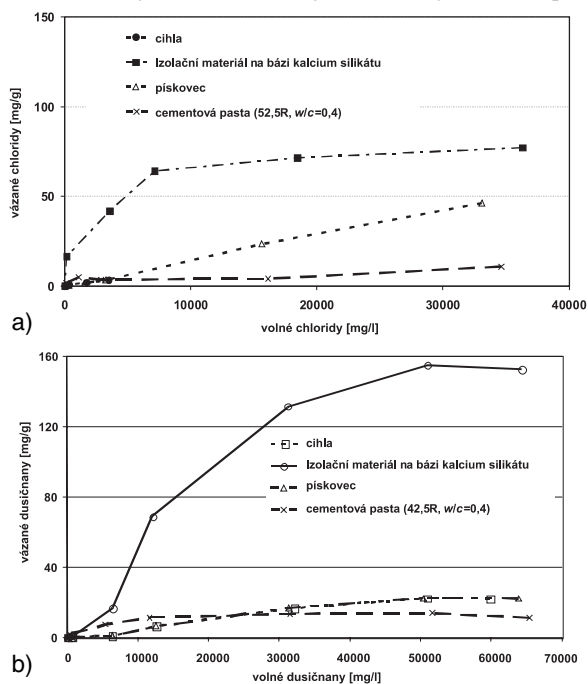 a)
vázané chloridy [mg/g]
150
100
50
0
cihla
Izolační materiál na bázi kalcium silikátu
pískovec
cementová pasta (52,5R, w/c=0,4)
0 10000 20000 30000 40000
volné chloridy [mg/l]
b)
vázané dusičnany [mg/g]
160
120
80
40
0
cihla
Izolační materiál na bázi kalcium silikátu
pískovec
cementová pasta (42,5R, w/c=0,4)
0 10000 20000 30000 40000 50000 60000 70000
volné dusičnany [mg/l]